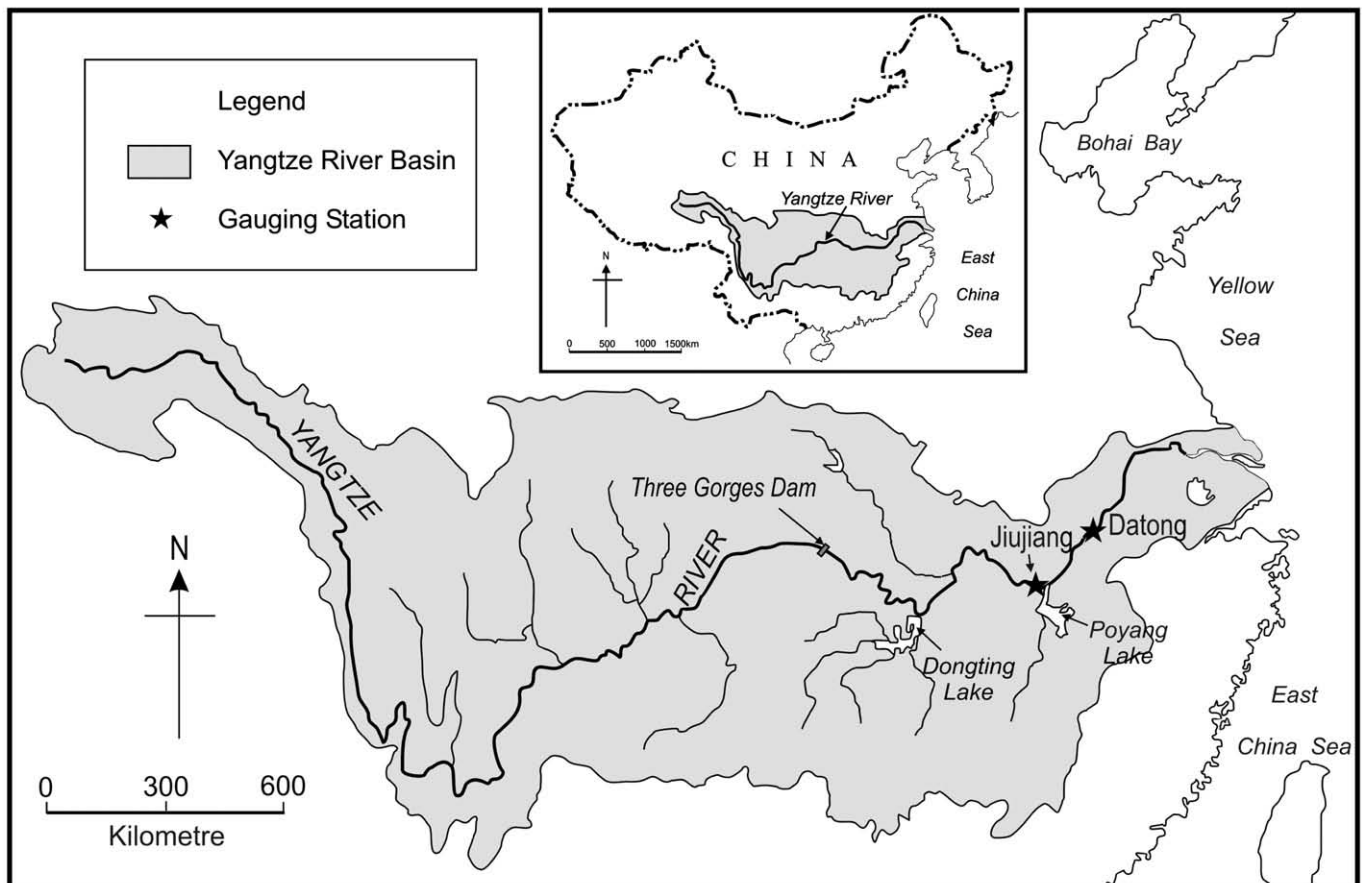 Legend
Yangtze River Basin
Gauging Station
C H I N A
Yangtze River
N
0 500 1000 1500km
East
China
Sea
Bohai Bay
Yellow
Sea
YANGTZE
RIVER
Three Gorges Dam
Jiujiang
Datong
Poyang
Lake
Dongting
Lake
East
China Sea
N
0 300 600
Kilometre